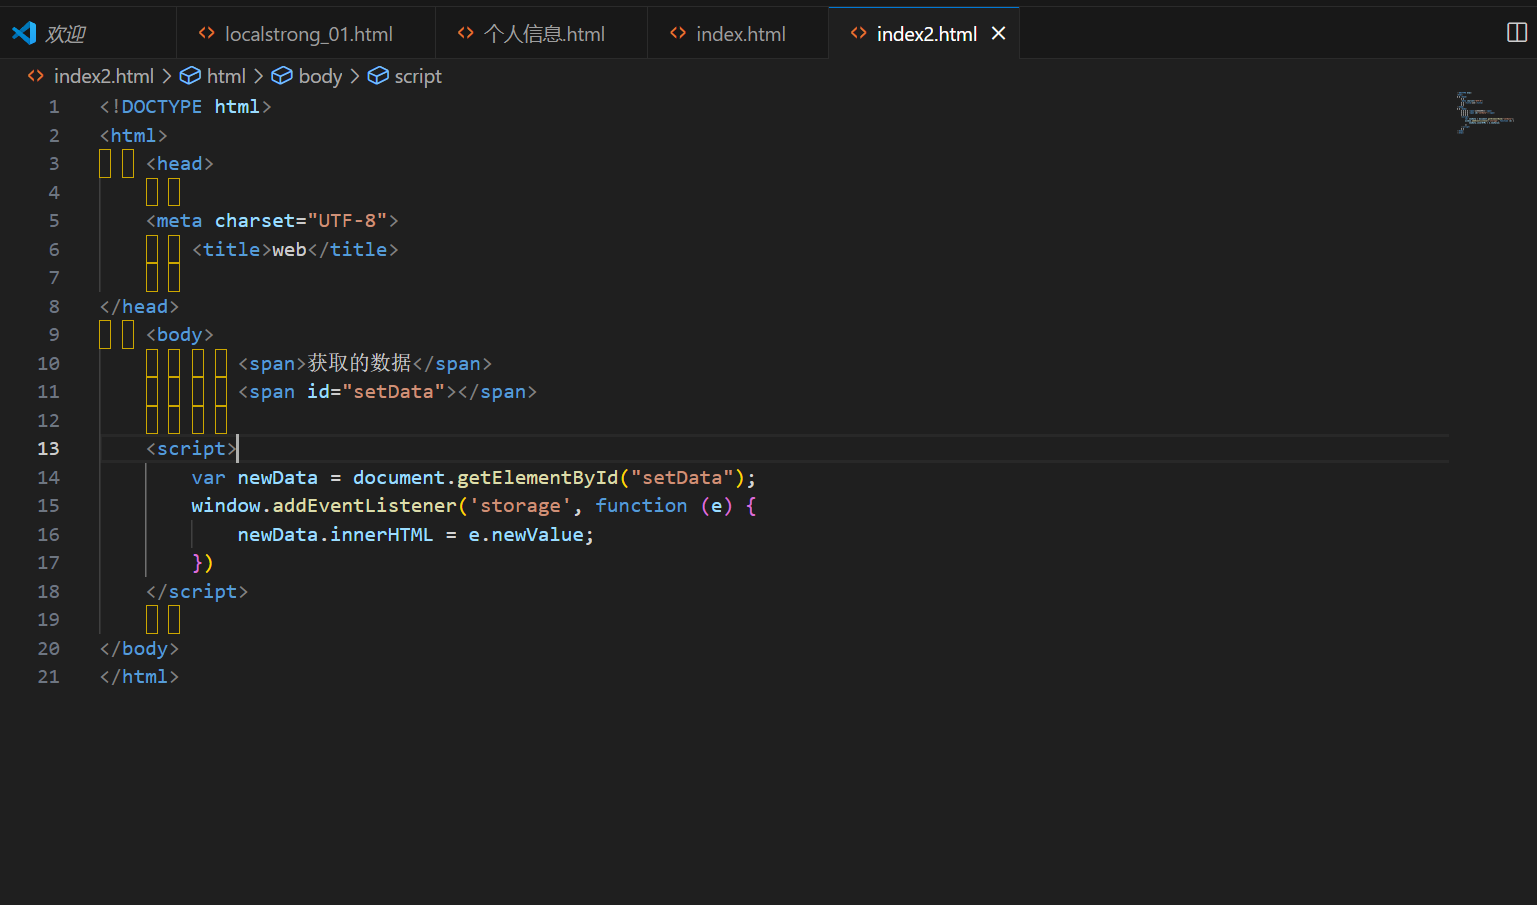 欢迎 localstrong_01.html 个人信息.html index.html index2.html
index2.html > html > body > script
1 <!DOCTYPE html>
2 <html>
3 <head>
4
5 <meta charset="UTF-8">
6 <title>web</title>
7
8 </head>
9 <body>
10 <span>获取的数据</span>
11 <span id="setData"></span>
12
13 <script>
14 var newData = document.getElementById("setData");
15 window.addEventListener('storage', function (e) {
16 newData.innerHTML = e.newValue;
17 })
18 </script>
19
20 </body>
21 </html>